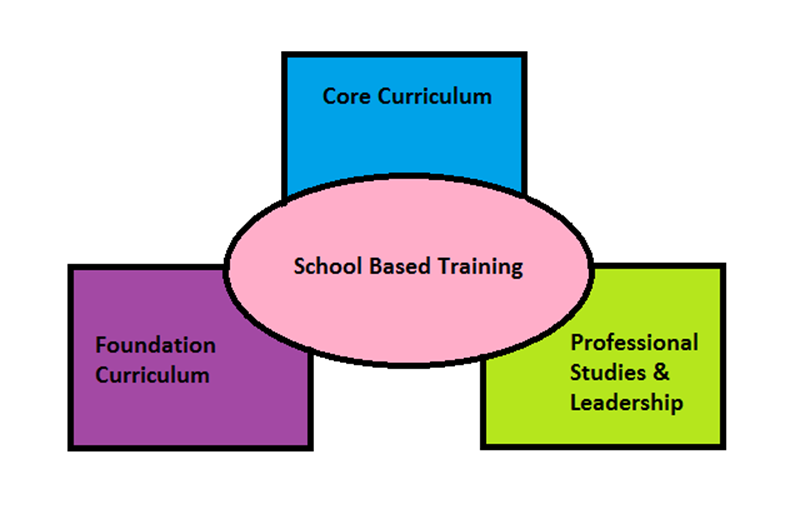 Core Curriculum
School Based Training
Foundation
Curriculum
Professional
Studies &
Leadership